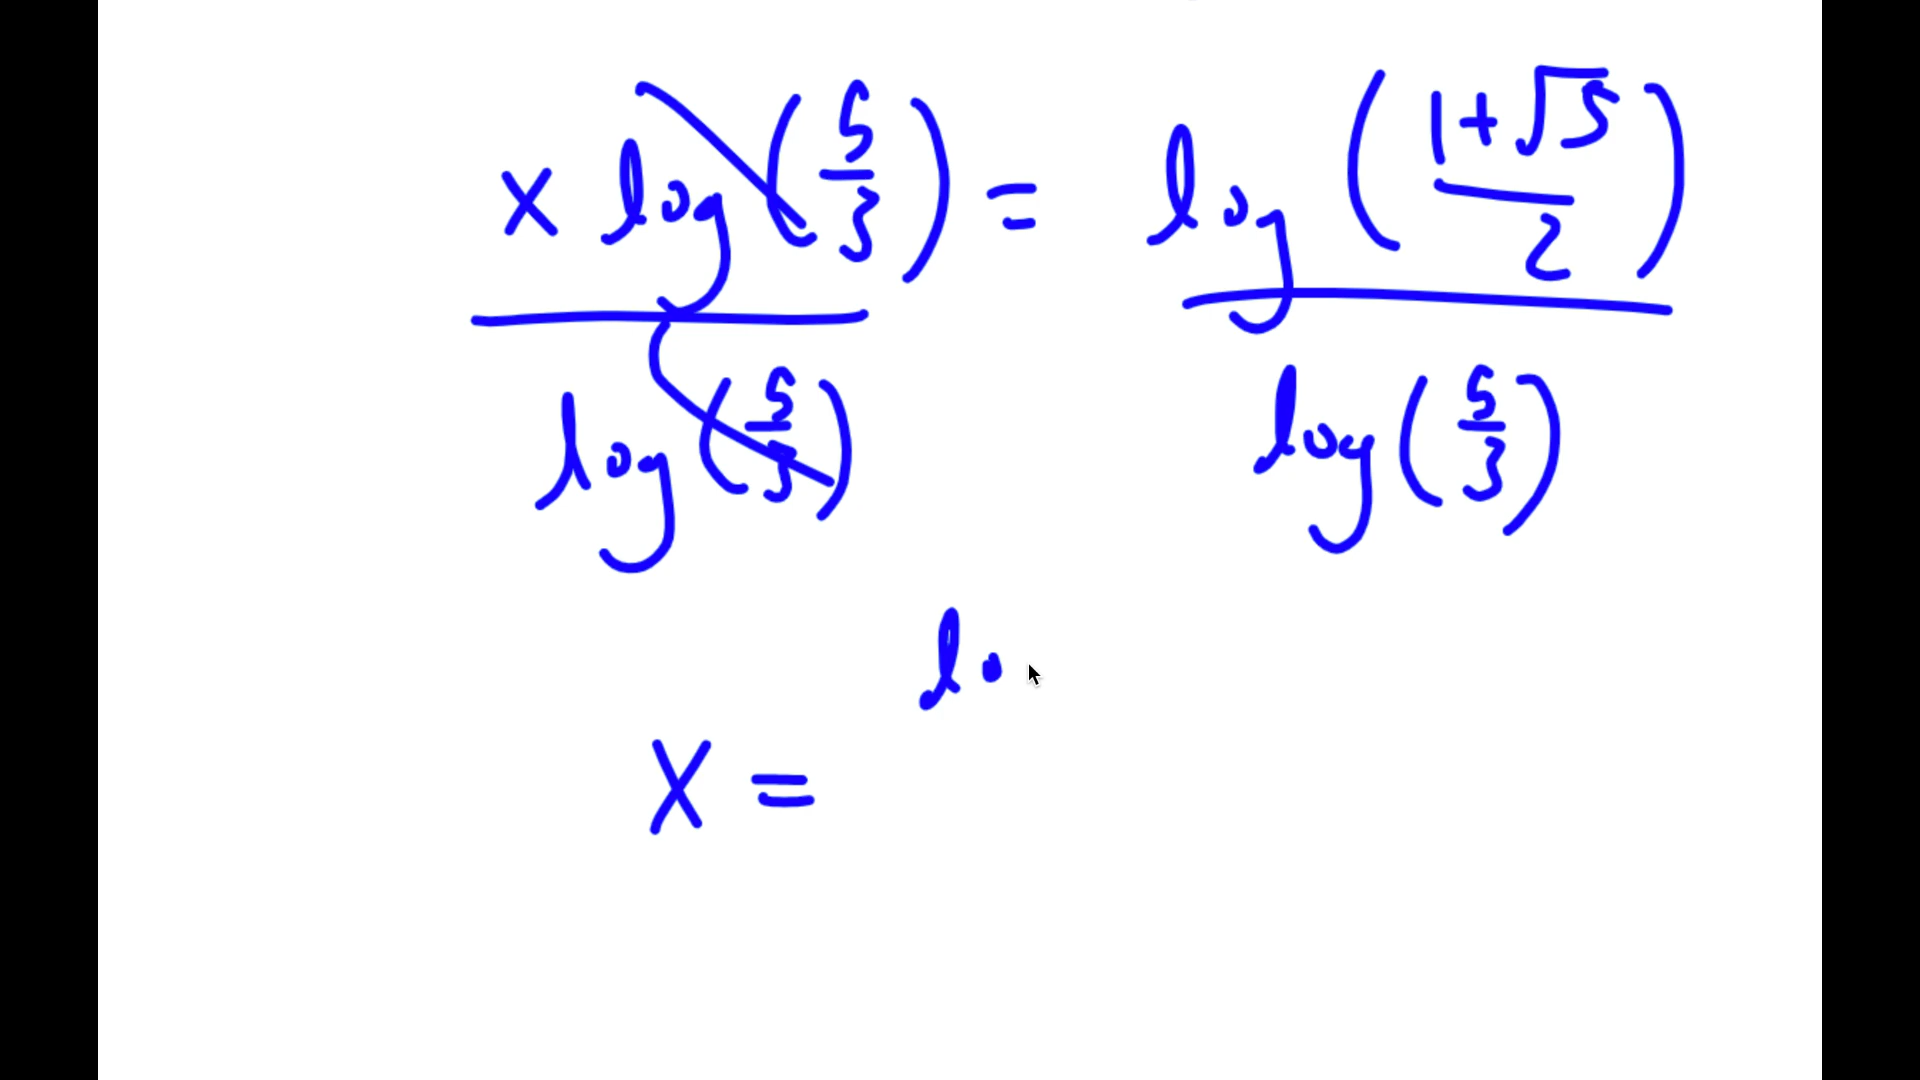 x log(5/3) = log((1+√5)/2)
log(5/3) log(5/3)
lo
x =